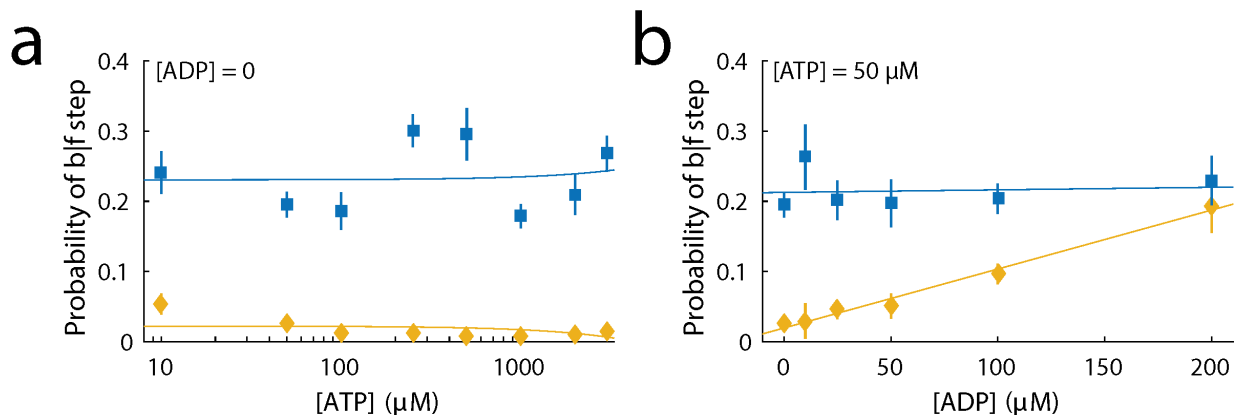 a
[ADP] = 0
Probability of b|f step
0.4
0.3
0.2
0.1
0
10
100
1000
[ATP] (μM)
b
[ATP] = 50 μM
Probability of b|f step
0.4
0.3
0.2
0.1
0
0
50
100
150
200
[ADP] (μM)